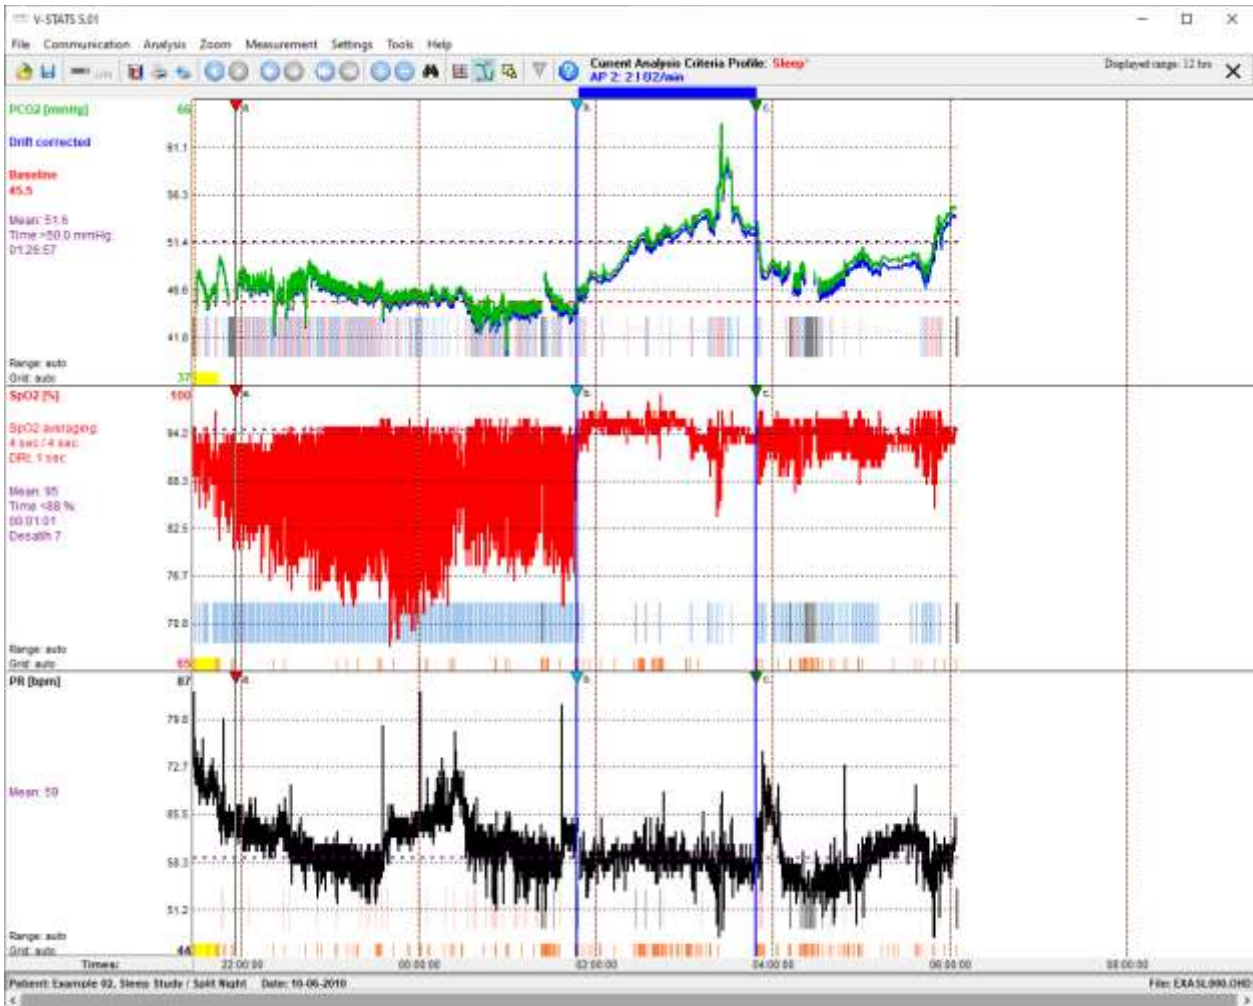 V-STATS 5.01
File Communication Analysis Zoom Measurement Settings Tools Help
Current Analysis Criteria Profile: Sleep*
AP 2: 2 l O2/min
Displayed range: 12 hrs
PCO2 [mmHg]
66
a.
b.
c.
Drift corrected
61.1
Baseline
45.5
56.3
Mean: 51.6
Time >50.0 mmHg:
01:26:57
51.4
46.6
41.8
Range: auto
Grid: auto
37
SpO2 [%]
100
a.
b.
c.
SpO2 averaging:
4 sec / 4 sec
DRI: 1 sec
94.2
88.3
Mean: 95
Time <88 %:
00:01:01
Desat/h 7
82.5
76.7
70.8
Range: auto
Grid: auto
65
PR [bpm]
87
a.
b.
c.
79.8
72.7
Mean: 59
65.5
58.3
51.2
Range: auto
Grid: auto
44
Times:
22:00:00 00:00:00 02:00:00 04:00:00 06:00:00 08:00:00
Patient: Example 02, Sleep Study / Split Night Date: 10-06-2010
File: EXASL000.OHD